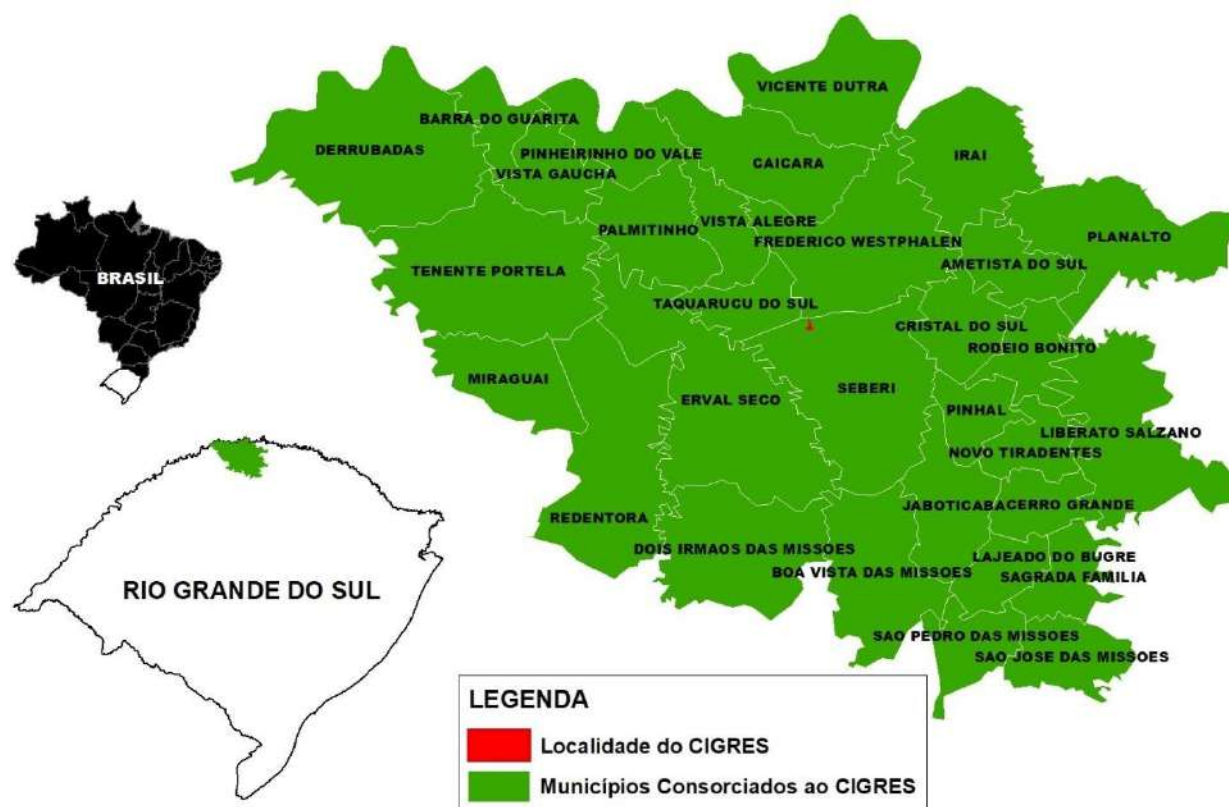 VICENTE DUTRA
BARRA DO GUARITA
DERRUBADAS
PINHEIRINHO DO VALE
IRAI
CAICARA
VISTA GAUCHA
VISTA ALEGRE
PALMITINHO
PLANALTO
FREDERICO WESTPHALEN
AMETISTA DO SUL
TENENTE PORTELA
BRASIL
TAQUARUCU DO SUL
CRISTAL DO SUL
RODEIO BONITO
MIRAGUAI
SEBERI
ERVAL SECO
PINHAL
LIBERATO SALZANO
NOVO TIRADENTES
JABOTICABA
CERRO GRANDE
REDENTORA
DOIS IRMAOS DAS MISSOES
LAJEADO DO BUGRE
BOA VISTA DAS MISSOES
SAGRADA FAMILIA
RIO GRANDE DO SUL
SAO PEDRO DAS MISSOES
SAO JOSE DAS MISSOES
LEGENDA
Localidade do CIGRES
Municípios Consorciados ao CIGRES